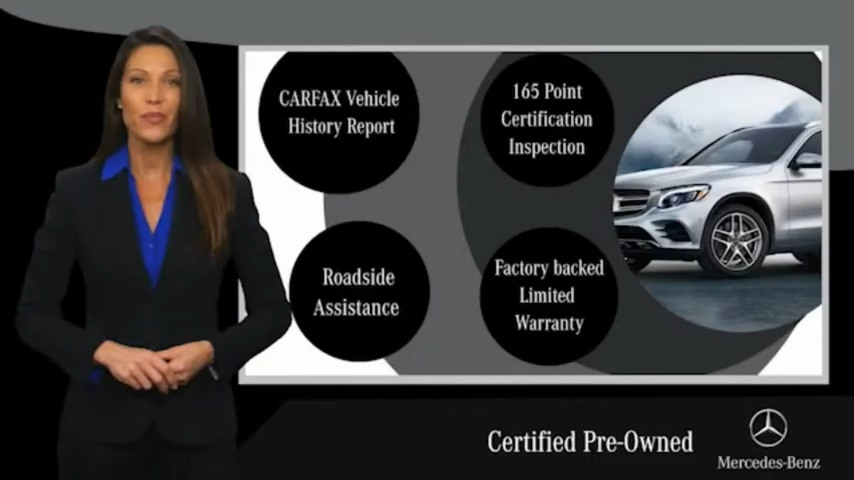 CARFAX Vehicle
History Report
165 Point
Certification
Inspection
Roadside
Assistance
Factory backed
Limited
Warranty
Certified Pre-Owned
Mercedes-Benz